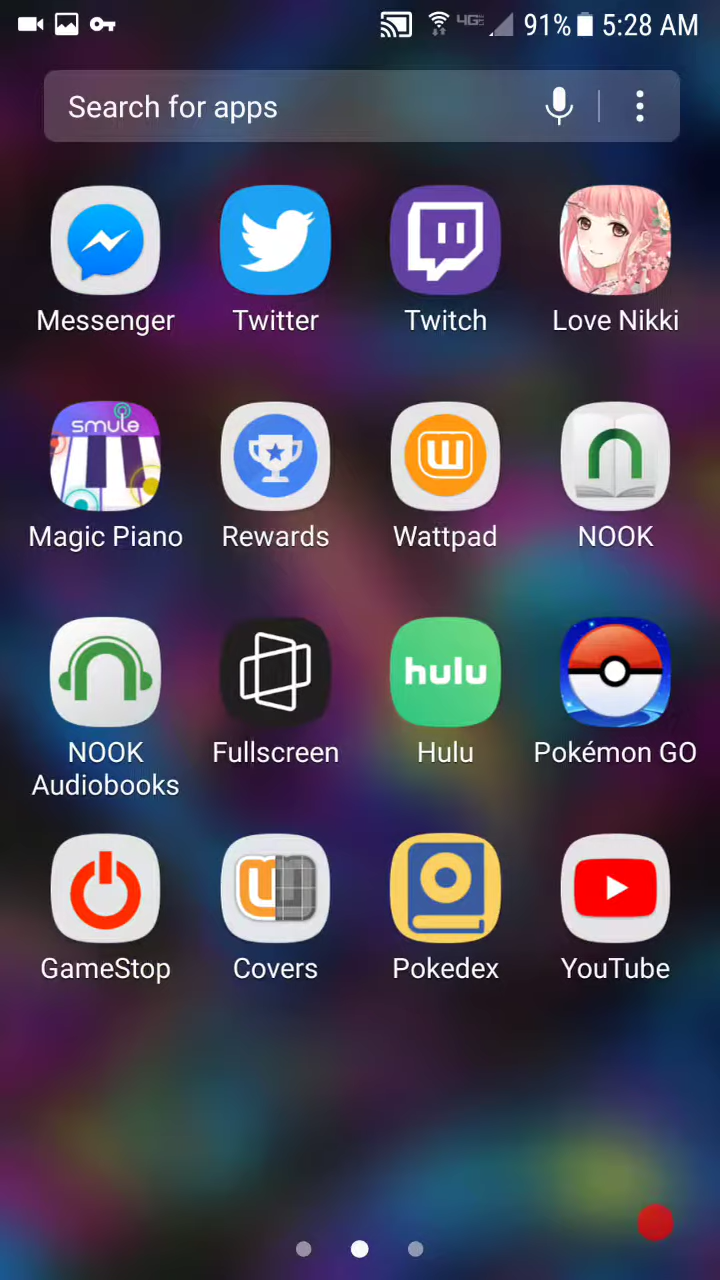 4G 91% 5:28 AM
Search for apps
Messenger Twitter Twitch Love Nikki
smule
Magic Piano Rewards Wattpad NOOK
hulu
NOOK Audiobooks Fullscreen Hulu Pokémon GO
GameStop Covers Pokedex YouTube